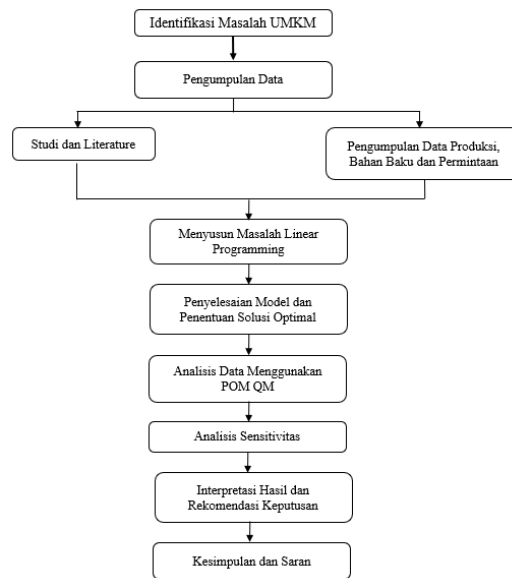 Identifikasi Masalah UMKM
Pengumpulan Data
Studi dan Literature
Pengumpulan Data Produksi,
Bahan Baku dan Permintaan
Menyusun Masalah Linear
Programming
Penyelesaian Model dan
Penentuan Solusi Optimal
Analisis Data Menggunakan
POM QM
Analisis Sensitivitas
Interpretasi Hasil dan
Rekomendasi Keputusan
Kesimpulan dan Saran